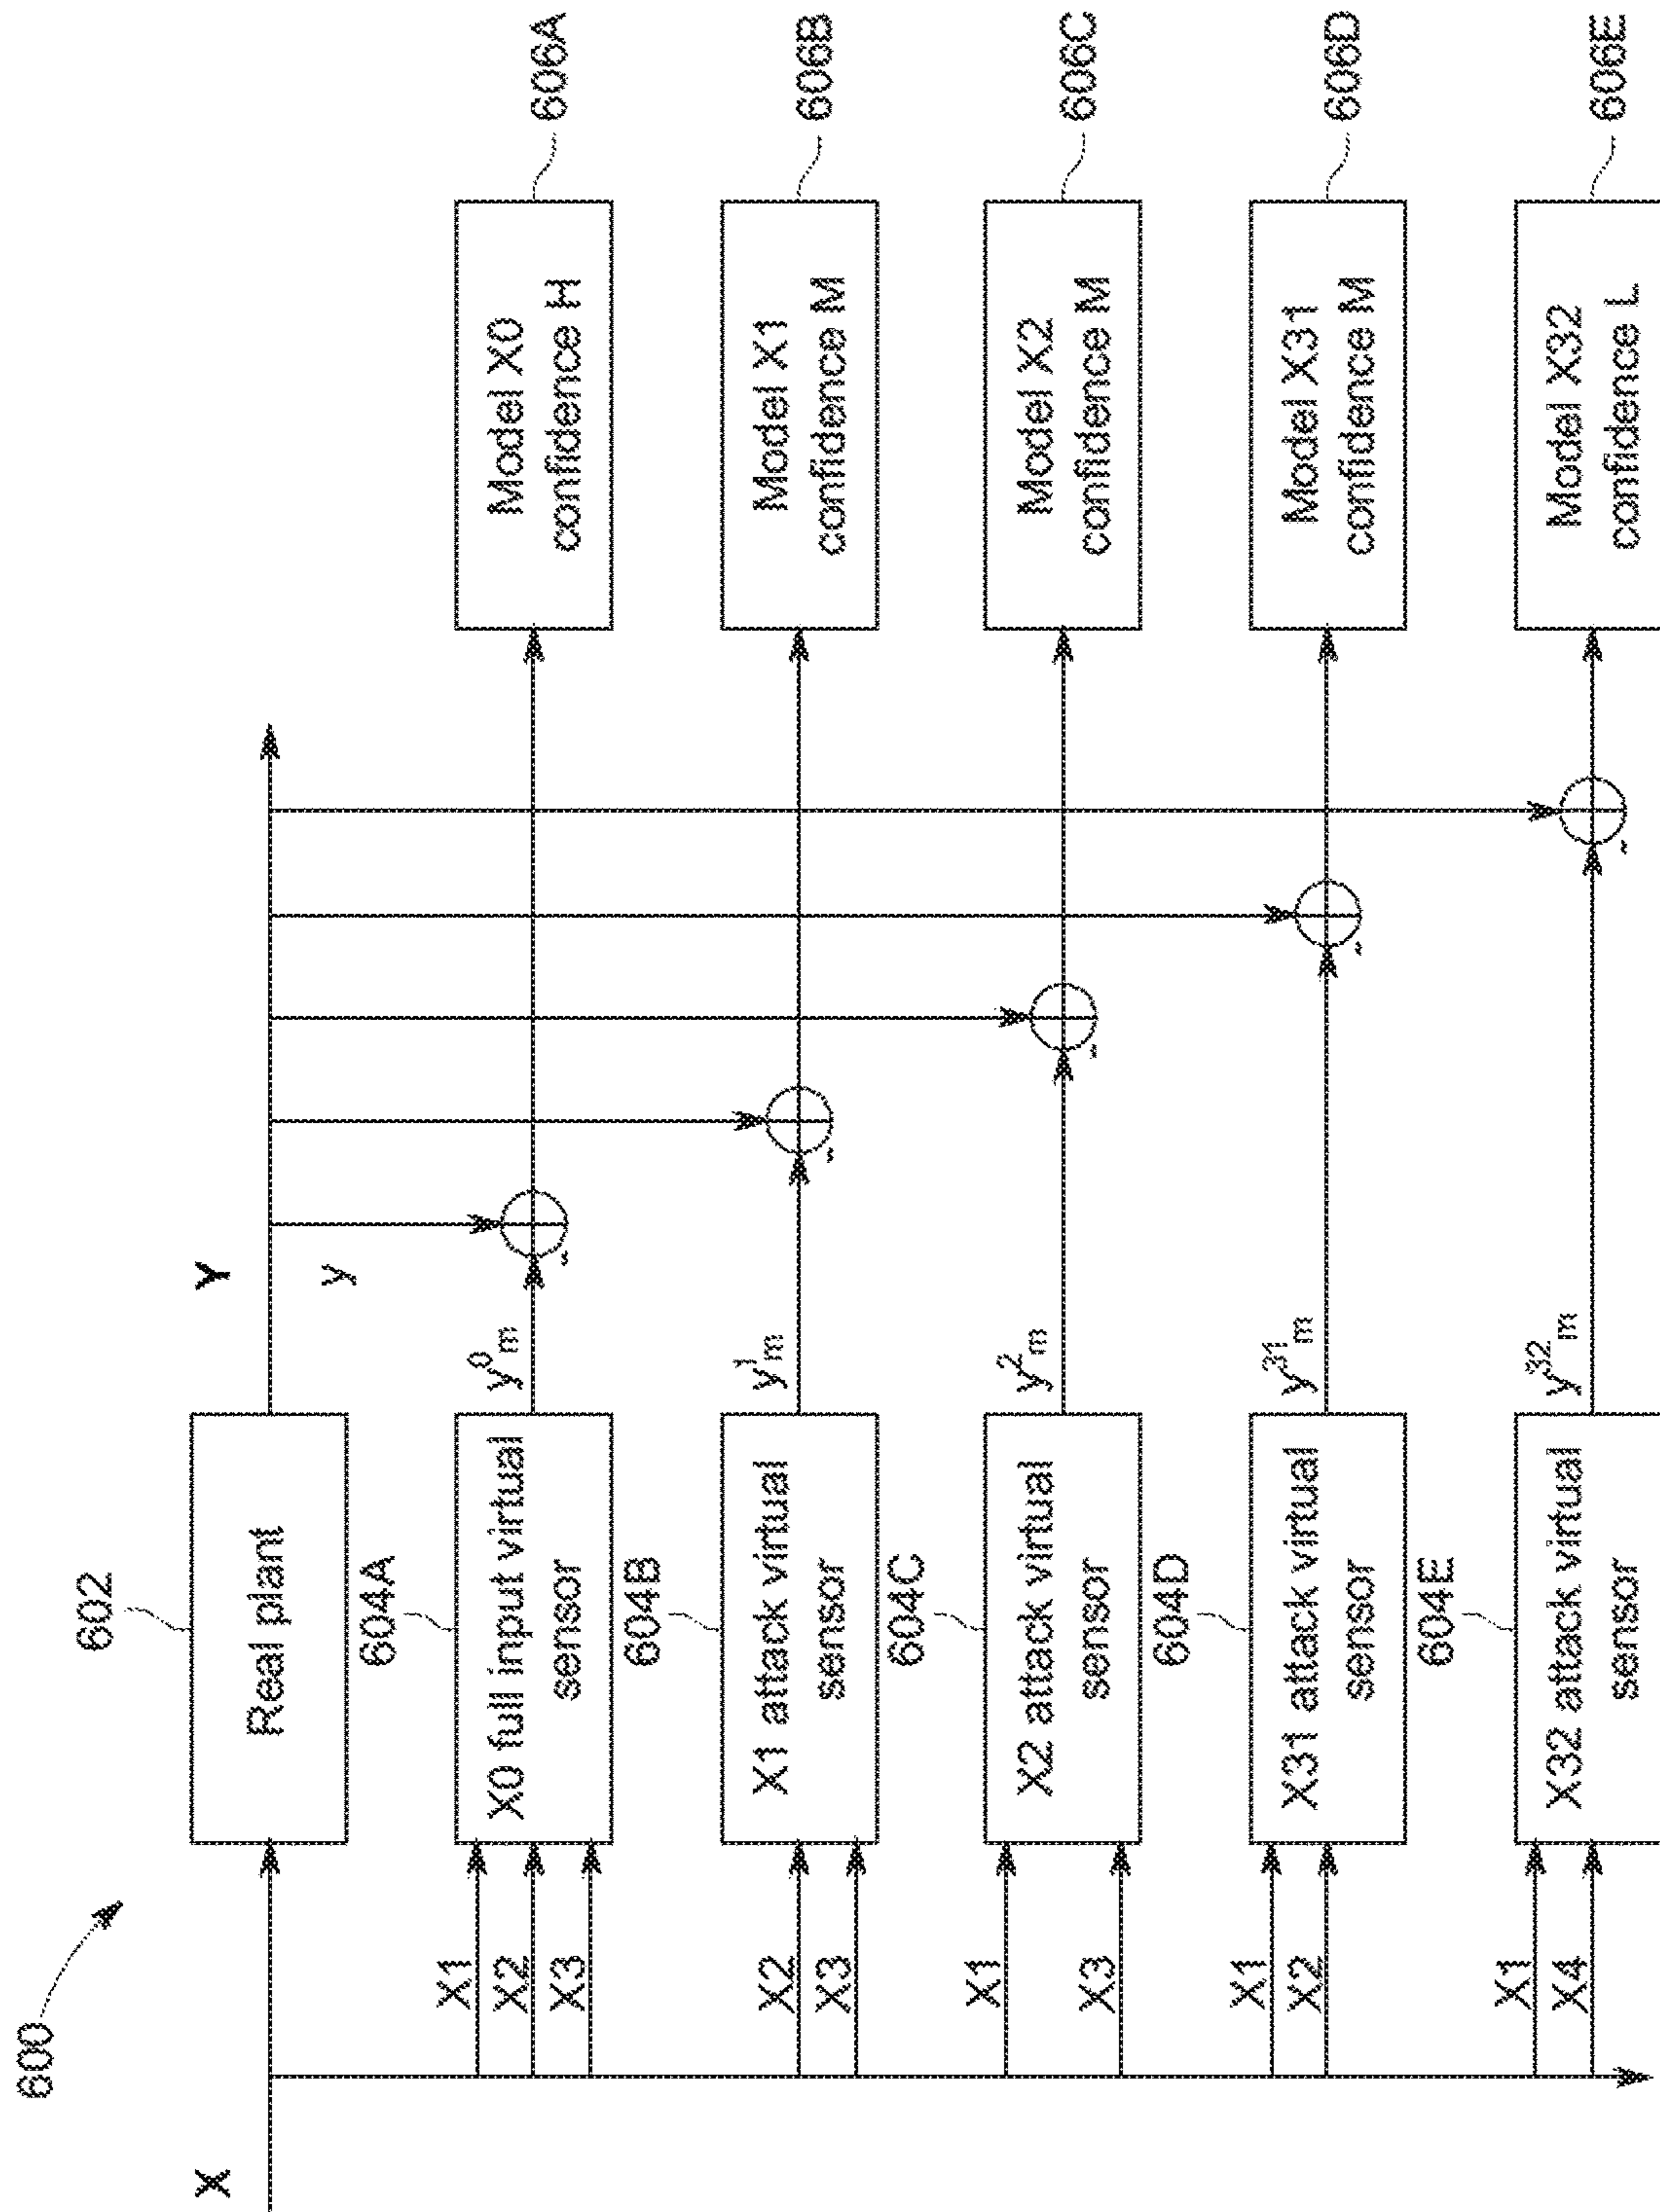 600
X
602
Real plant
Y
y
604A
X1
X2
X3
X0 full input virtual
sensor
y⁰ₘ
Model X0
confidence H
606A
604B
X2
X3
X1 attack virtual
sensor
y¹ₘ
-
Model X1
confidence M
606B
604C
X1
X3
X2 attack virtual
sensor
y²ₘ
-
Model X2
confidence M
606C
604D
X1
X2
X31 attack virtual
sensor
y³¹ₘ
-
Model X31
confidence M
606D
604E
X1
X4
X32 attack virtual
sensor
y³²ₘ
-
Model X32
confidence L
606E